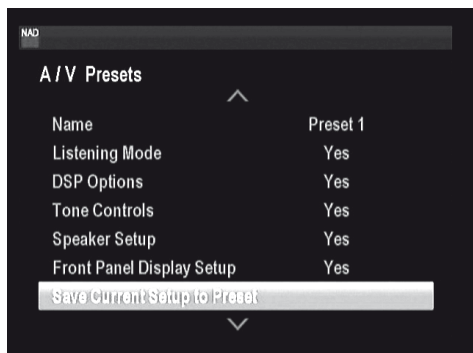 NAD
A / V Presets
Name Preset 1
Listening Mode Yes
DSP Options Yes
Tone Controls Yes
Speaker Setup Yes
Front Panel Display Setup Yes
Save Current Setup to Preset